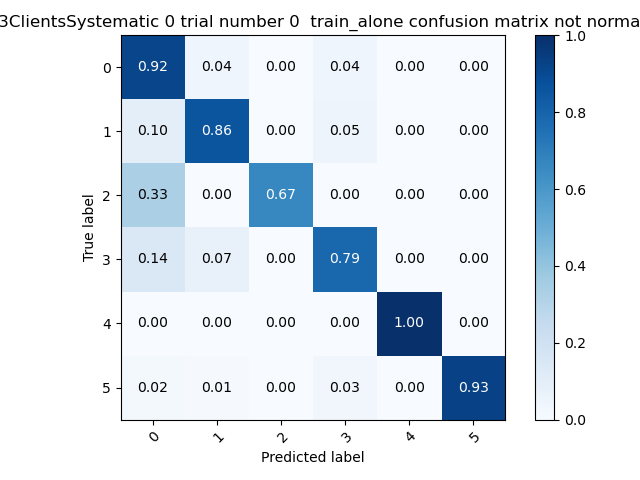 3ClientsSystematic 0 trial number 0 train_alone confusion matrix not norma
0 0.92 0.04 0.00 0.04 0.00 0.00 1.0
1 0.10 0.86 0.00 0.05 0.00 0.00 0.8
2 0.33 0.00 0.67 0.00 0.00 0.00 0.6
True label
3 0.14 0.07 0.00 0.79 0.00 0.00 0.4
4 0.00 0.00 0.00 0.00 1.00 0.00 0.2
5 0.02 0.01 0.00 0.03 0.00 0.93 0.0
0 1 2 3 4 5
Predicted label